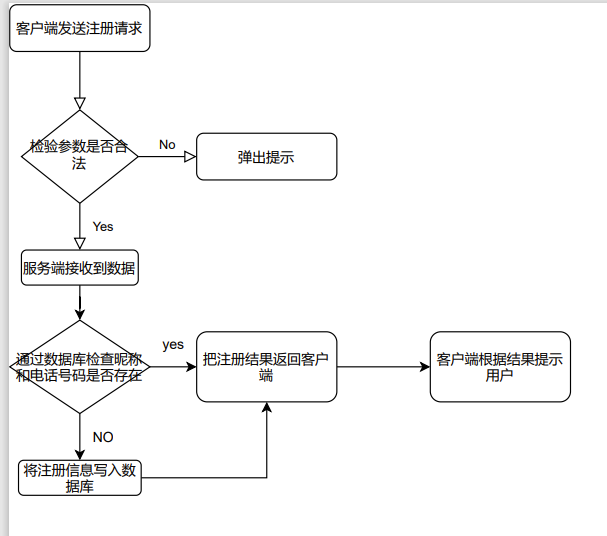 客户端发送注册请求
检验参数是否合
法
No
弹出提示
Yes
服务端接收到数据
通过数据库检查昵称
和电话号码是否存在
yes
把注册结果返回客户
端
客户端根据结果提示
用户
NO
将注册信息写入数
据库